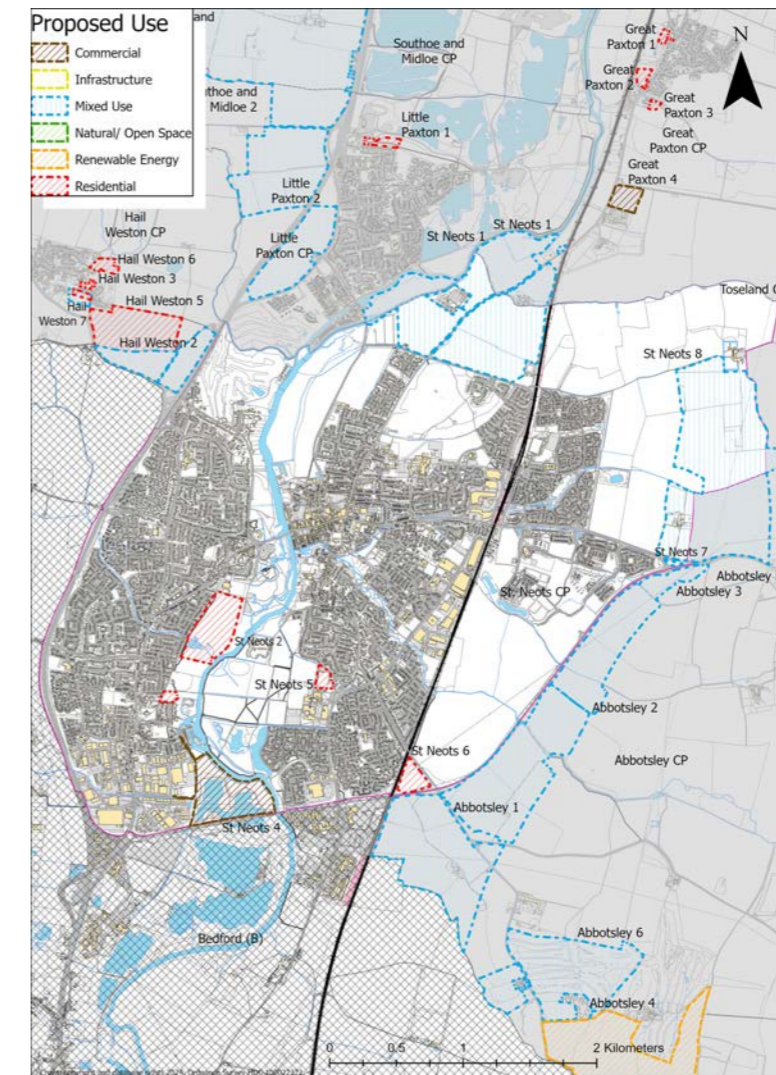 Proposed Use
Commercial
Infrastructure
Mixed Use
Natural/ Open Space
Renewable Energy
Residential
and
Southoe and
Midloe CP
thoe and
Midloe 2
Great
Paxton 1
Great
Paxton 2
Great
Paxton 3
Great
Paxton CP
Great
Paxton 4
N
Little
Paxton 1
Little
Paxton 2
Little
Paxton CP
St Neots 1
St Neots 1
Hail
Weston CP
Hail Weston 6
Hail Weston 3
Hail Weston 5
Hail
Weston 7
Hail Weston 2
Toseland C
St Neots 8
St Neots 7
St. Neots CP
Abbotsley
Abbotsley 3
St Neots 2
St Neots 5
Abbotsley 2
Abbotsley CP
St Neots 6
Abbotsley 1
St Neots 4
Bedford (B)
Abbotsley 6
Abbotsley 4
0 0.5 1 2 Kilometers